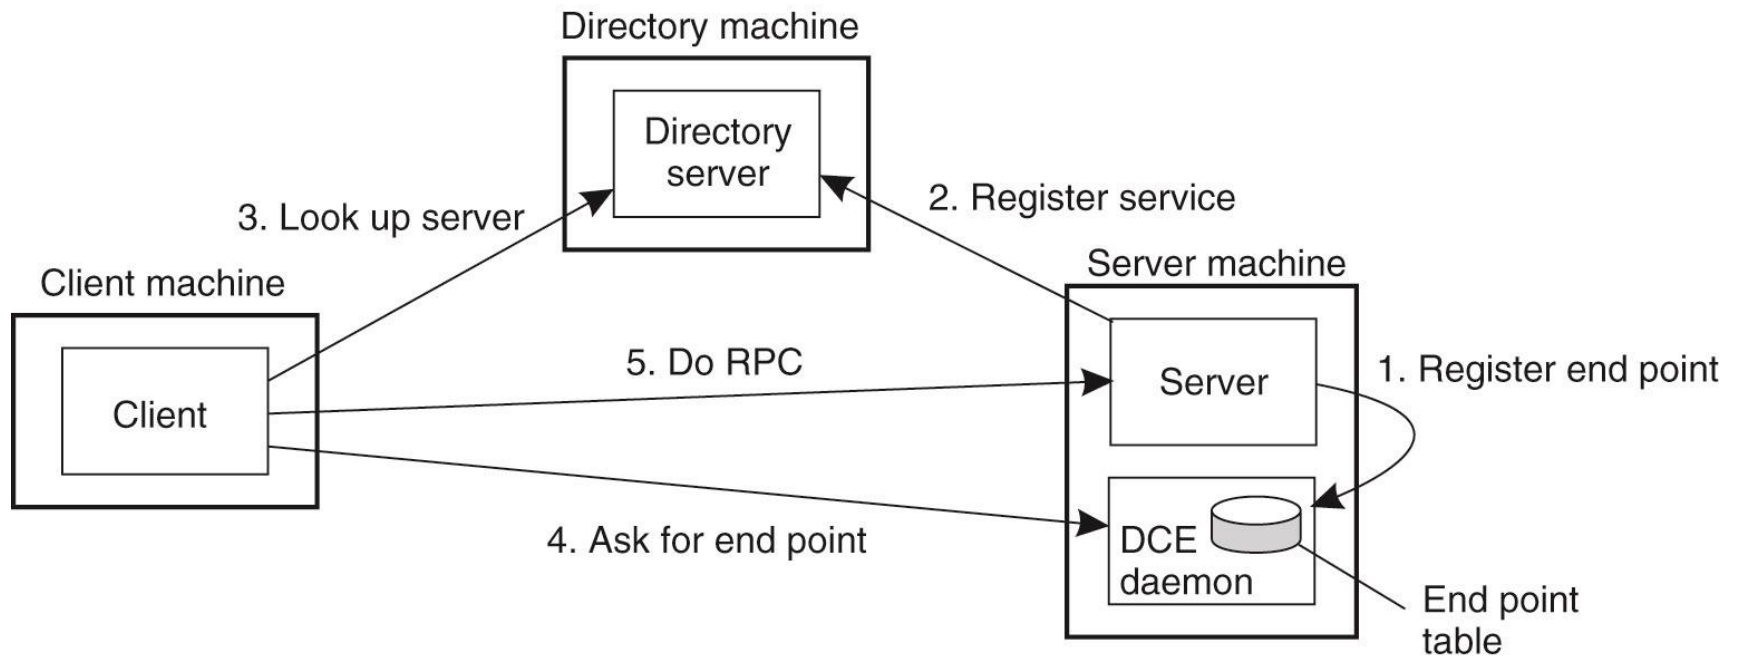 Directory machine
Directory
server
2. Register service
3. Look up server
Server machine
Client machine
5. Do RPC
1. Register end point
Server
Client
4. Ask for end point
DCE
daemon
End point
table